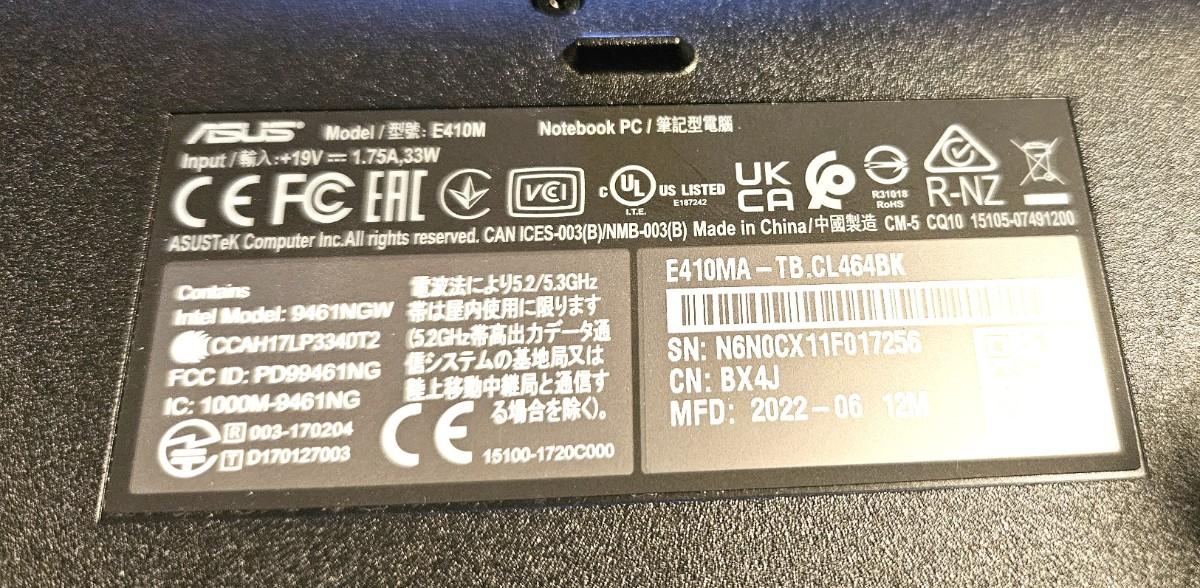 ASUS Model / 型號: E410M Notebook PC / 筆記型電腦
Input / 輸入: +19V ⎓ 1.75A, 33W
CE FC EAC VCCI c UL US LISTED I.T.E. E187242 UK CA R31018 RoHS R-NZ
ASUSTeK Computer Inc. All rights reserved. CAN ICES-003(B)/NMB-003(B) Made in China/中國製造 CM-5 CQ10 15105-07491200
Contains
Intel Model: 9461NGW
CCAH17LP3340T2
FCC ID: PD99461NG
IC: 1000M-9461NG
R 003-170204
T D170127003
電波法により5.2/5.3GHz
帯は屋内使用に限ります
(5.2GHz帯高出力データ通
信システムの基地局又は
陸上移動中継局と通信す
る場合を除く)。
CE 15100-1720C000
E410MA-TB.CL464BK
SN: N6N0CX11F017256
CN: BX4J
MFD: 2022-06 12M